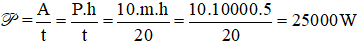 𝒫 = A/t = P.h/t = 10.m.h/20 = 10.10000.5/20 = 25000 W